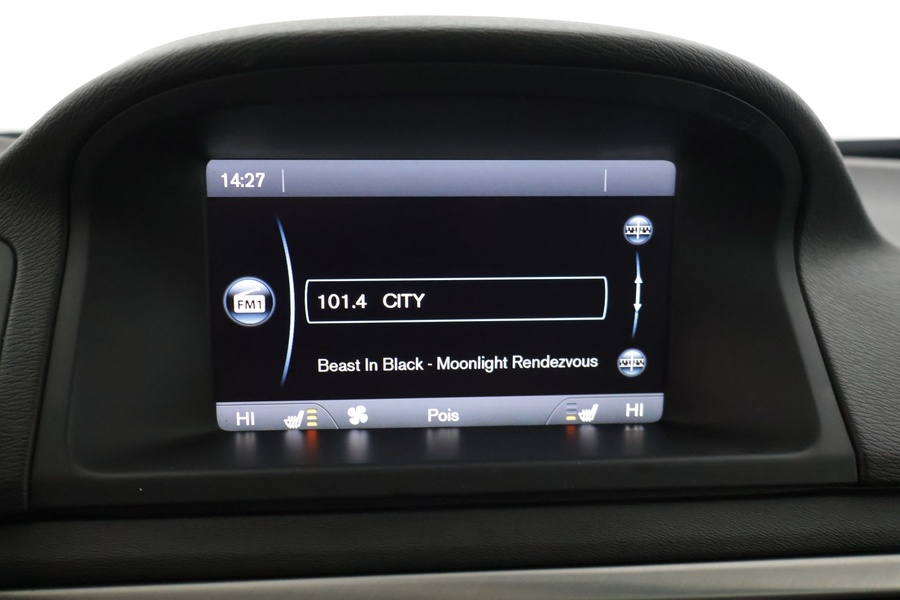 14:27
FM1
101.4 CITY
Beast In Black - Moonlight Rendezvous
HI Pois HI